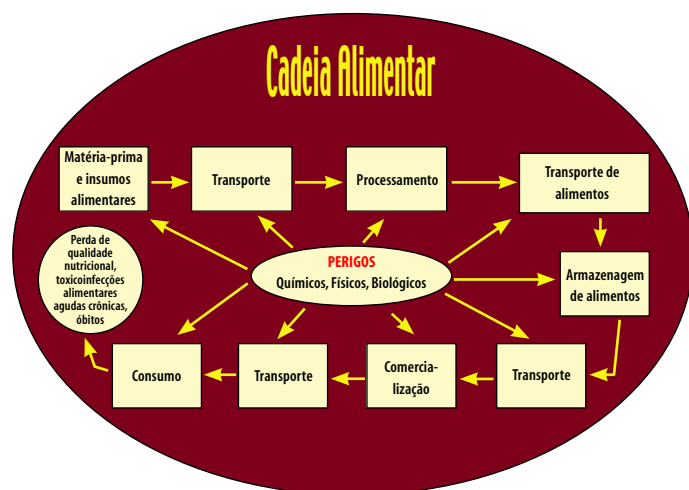 Cadeia Alimentar
Matéria-prima
e insumos
alimentares
Transporte
Processamento
Transporte de
alimentos
Perda de
qualidade
nutricional,
toxicoinfecções
alimentares
agudas crônicas,
óbitos
PERIGOS
Químicos, Físicos, Biológicos
Armazenagem
de alimentos
Consumo
Transporte
Comercia-
lização
Transporte